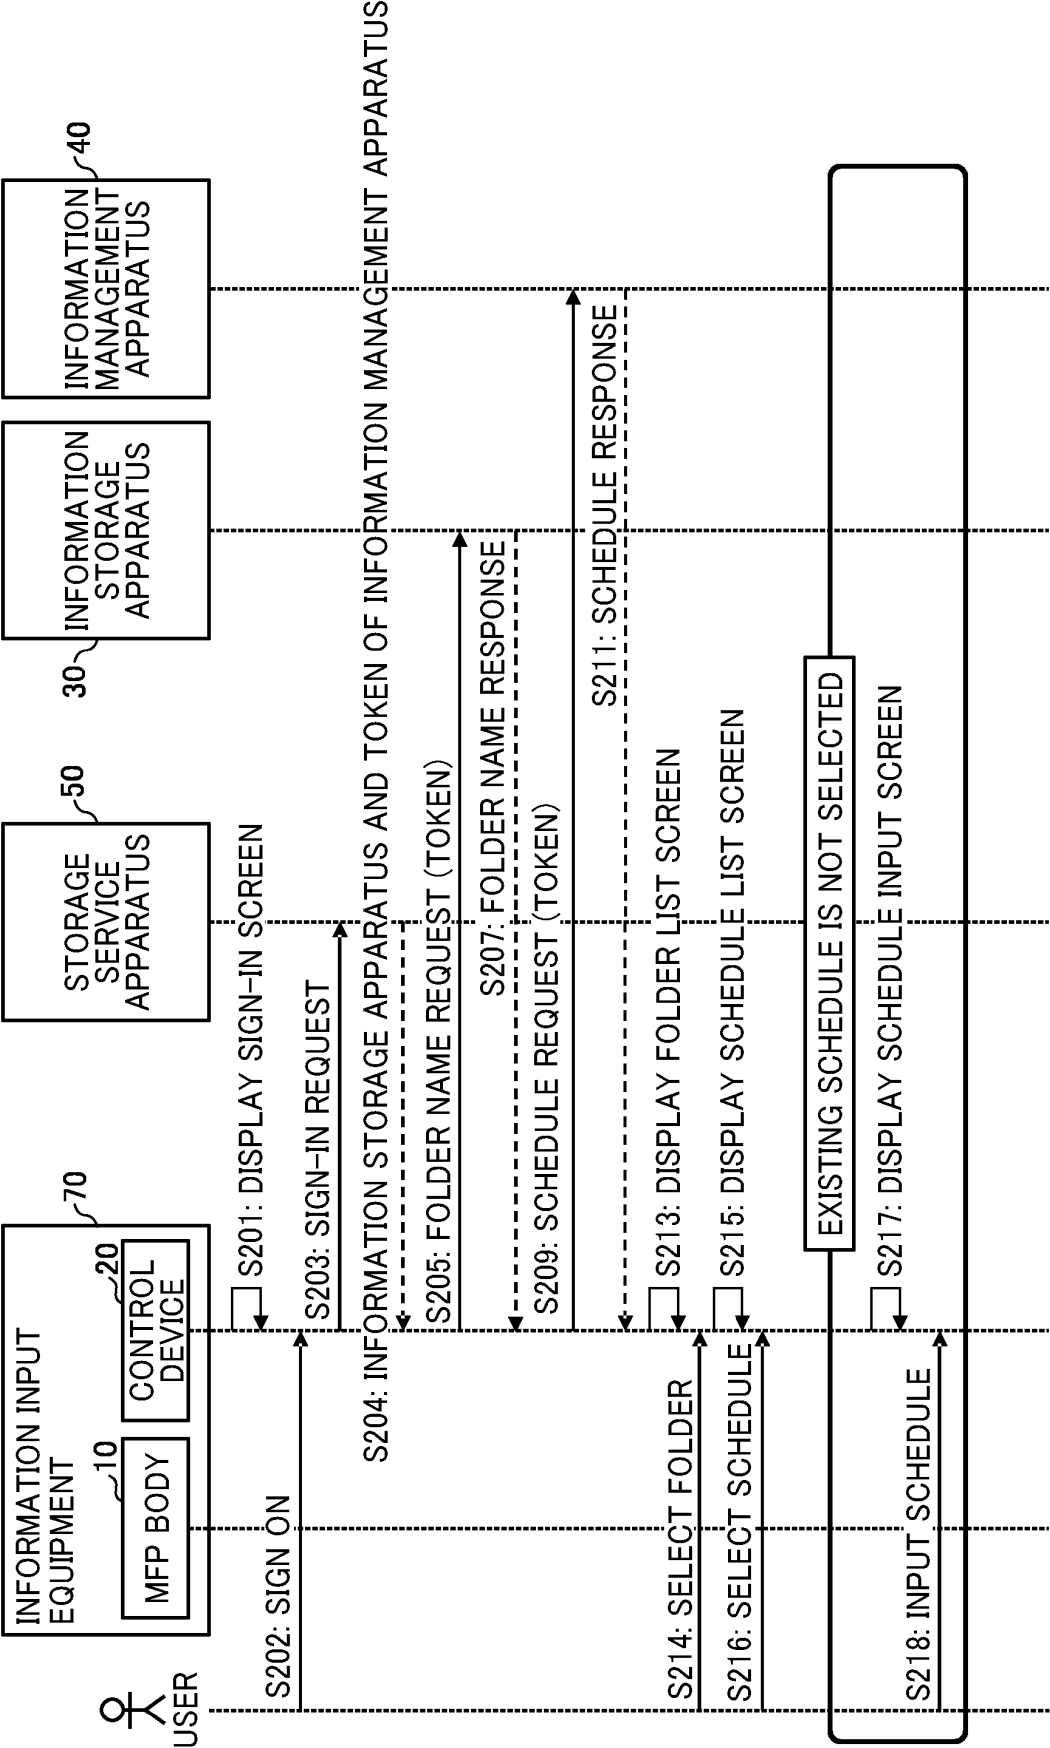 INFORMATION INPUT
EQUIPMENT
70
MFP BODY
10
CONTROL
DEVICE
20
STORAGE
SERVICE
APPARATUS
50
INFORMATION
STORAGE
APPARATUS
30
INFORMATION
MANAGEMENT
APPARATUS
40
USER
S201: DISPLAY SIGN-IN SCREEN
S202: SIGN ON
S203: SIGN-IN REQUEST
S204: INFORMATION STORAGE APPARATUS AND TOKEN OF INFORMATION MANAGEMENT APPARATUS
S205: FOLDER NAME REQUEST (TOKEN)
S207: FOLDER NAME RESPONSE
S209: SCHEDULE REQUEST (TOKEN)
S211: SCHEDULE RESPONSE
S213: DISPLAY FOLDER LIST SCREEN
S214: SELECT FOLDER
S215: DISPLAY SCHEDULE LIST SCREEN
S216: SELECT SCHEDULE
EXISTING SCHEDULE IS NOT SELECTED
S217: DISPLAY SCHEDULE INPUT SCREEN
S218: INPUT SCHEDULE